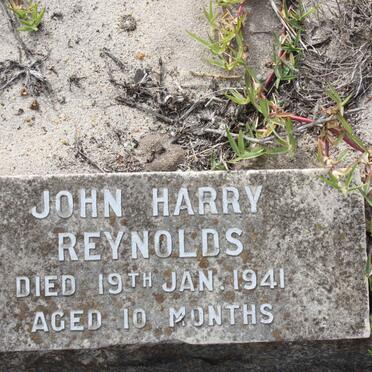 JOHN HARRY
REYNOLDS
DIED 19TH JAN. 1941
AGED 10 MONTHS